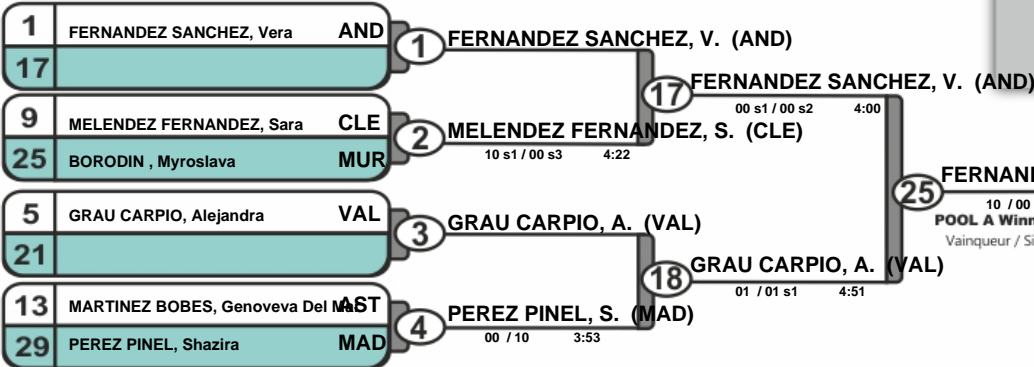 1 FERNANDEZ SANCHEZ, Vera AND
17
1 FERNANDEZ SANCHEZ, V. (AND)
9 MELENDEZ FERNANDEZ, Sara CLE
25 BORODIN , Myroslava MUR
2 MELENDEZ FERNANDEZ, S. (CLE)
10 s1 / 00 s3 4:22
17 FERNANDEZ SANCHEZ, V. (AND)
00 s1 / 00 s2 4:00
5 GRAU CARPIO, Alejandra VAL
21
3 GRAU CARPIO, A. (VAL)
13 MARTINEZ BOBES, Genoveva Del AST
29 PEREZ PINEL, Shazira MAD
4 PEREZ PINEL, S. (MAD)
00 / 10 3:53
18 GRAU CARPIO, A. (VAL)
01 / 01 s1 4:51
25 FERNAN
10 / 00
POOL A Winn
Vainqueur / Si